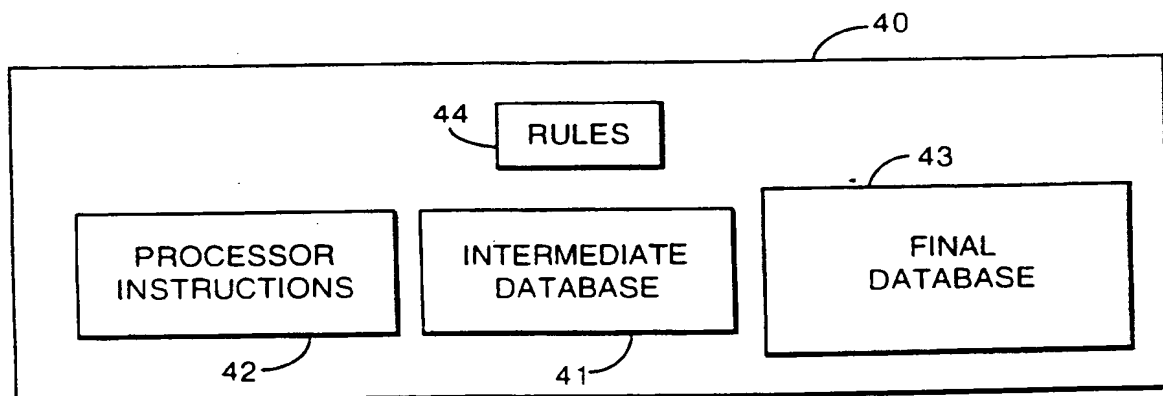 40
44
RULES
43
PROCESSOR
INSTRUCTIONS
INTERMEDIATE
DATABASE
FINAL
DATABASE
42
41